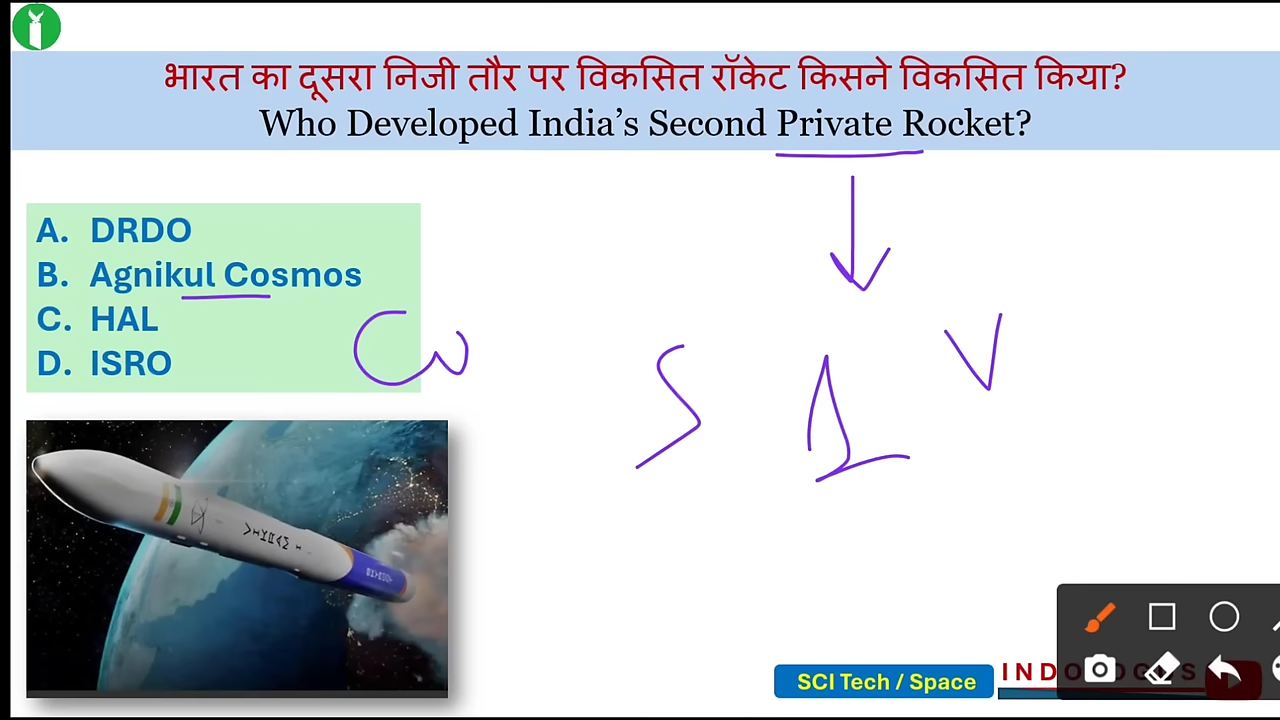 भारत का दूसरा निजी तौर पर विकसित रॉकेट किसने विकसित किया?
Who Developed India's Second Private Rocket?
A. DRDO
B. Agnikul Cosmos
C. HAL
D. ISRO
SCI Tech / Space